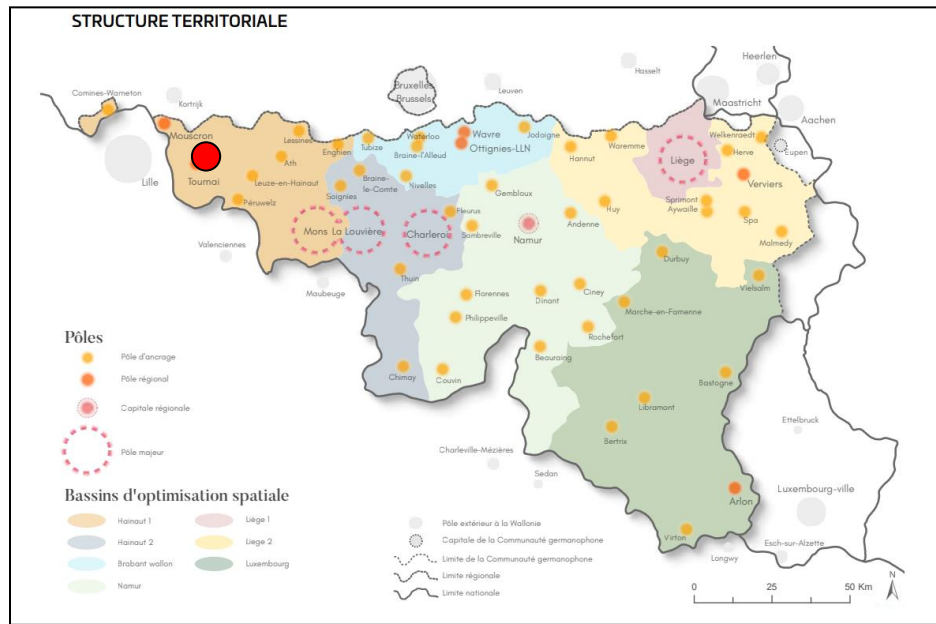 STRUCTURE TERRITORIALE
Heerlen
Hasselt
Maastricht
Comines-Warneton
Kortrijk
Bruxelles
Brussels
Leuven
Aachen
Mouscron
Lessines
Enghien
Tubize
Waterloo
Braine-l'Alleud
Wavre
Ottignies-LLN
Jodoigne
Hannut
Waremme
Liège
Welkenraedt
Herve
Eupen
Lille
Tournai
Ath
Leuze-en-Hainaut
Péruwelz
Soignies
Braine-
le-Comte
Nivelles
Gembloux
Huy
Andenne
Sprimont
Aywaille
Verviers
Spa
Malmedy
Mons
La Louvière
Charleroi
Fleurus
Sambreville
Namur
Valenciennes
Maubeuge
Thuin
Florennes
Philippeville
Dinant
Ciney
Durbuy
Vielsalm
Marche-en-Famenne
Rochefort
Beauraing
Chimay
Couvin
Bastogne
Libramont
Bertrix
Charleville-Mézières
Sedan
Ettelbruck
Arlon
Luxembourg-ville
Virton
Longwy
Esch-sur-Alzette
Pôles
Pôle d'ancrage
Pôle régional
Capitale régionale
Pôle majeur
Bassins d'optimisation spatiale
Hainaut 1
Liège 1
Hainaut 2
Liege 2
Brabant wallon
Luxembourg
Namur
Pôle extérieur à la Wallonie
Capitale de la Communauté germanophone
Limite de la Communauté germophone
Limite régionale
Limite nationale
N
0 25 50 Km